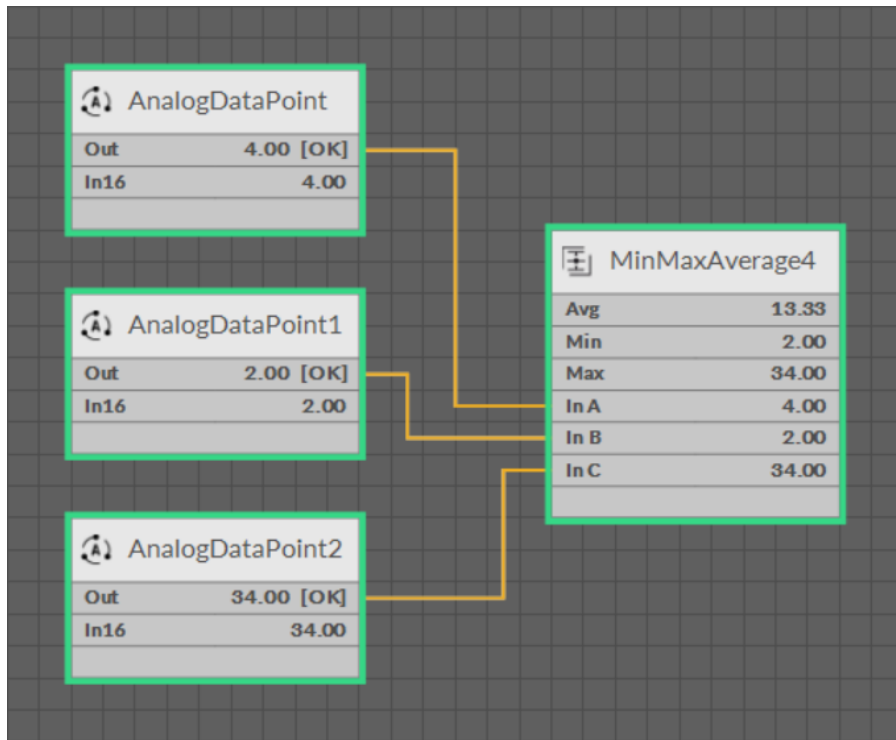 AnalogDataPoint
Out 4.00 [OK]
In16 4.00
AnalogDataPoint1
Out 2.00 [OK]
In16 2.00
AnalogDataPoint2
Out 34.00 [OK]
In16 34.00
MinMaxAverage4
Avg 13.33
Min 2.00
Max 34.00
In A 4.00
In B 2.00
In C 34.00